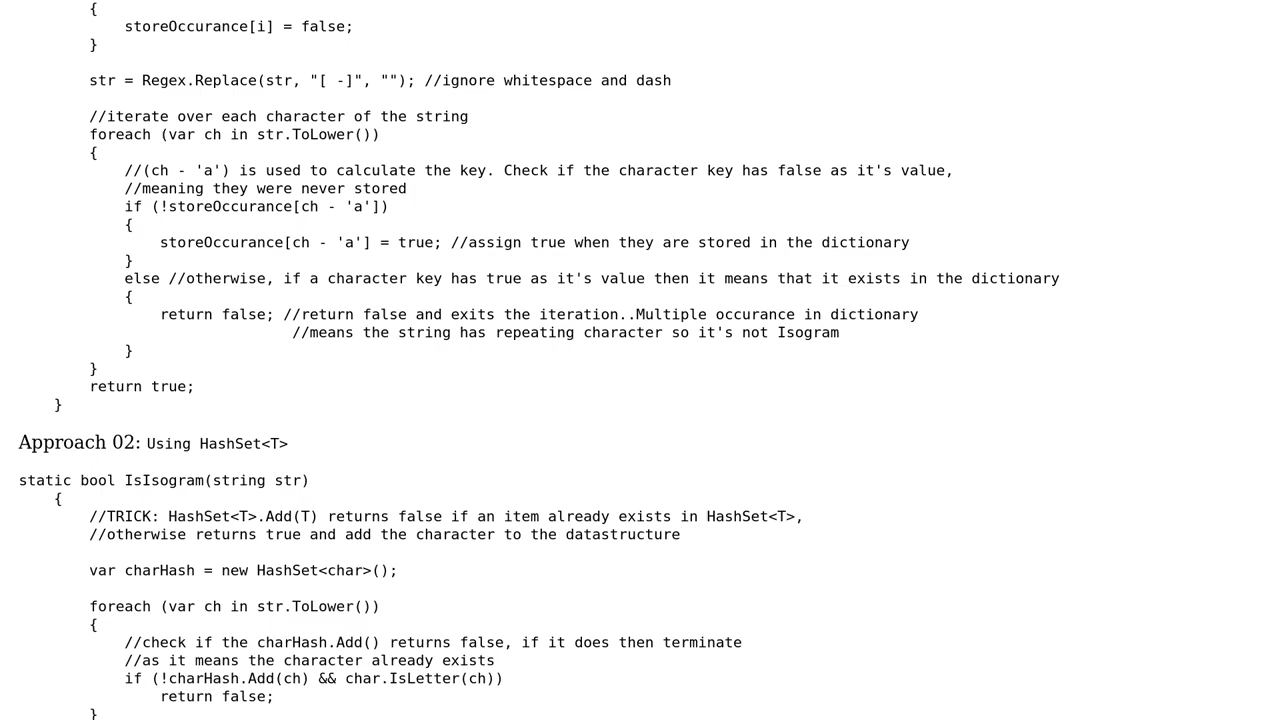 {
storeOccurance[i] = false;
}
str = Regex.Replace(str, "[ -]", ""); //ignore whitespace and dash
//iterate over each character of the string
foreach (var ch in str.ToLower())
{
//(ch - 'a') is used to calculate the key. Check if the character key has false as it's value,
//meaning they were never stored
if (!storeOccurance[ch - 'a'])
{
storeOccurance[ch - 'a'] = true; //assign true when they are stored in the dictionary
}
else //otherwise, if a character key has true as it's value then it means that it exists in the dictionary
{
return false; //return false and exits the iteration..Multiple occurance in dictionary
//means the string has repeating character so it's not Isogram
}
}
return true;
}
Approach 02: Using HashSet<T>
static bool IsIsogram(string str)
{
//TRICK: HashSet<T>.Add(T) returns false if an item already exists in HashSet<T>,
//otherwise returns true and add the character to the datastructure
var charHash = new HashSet<char>();
foreach (var ch in str.ToLower())
{
//check if the charHash.Add() returns false, if it does then terminate
//as it means the character already exists
if (!charHash.Add(ch) && char.IsLetter(ch))
return false;
}